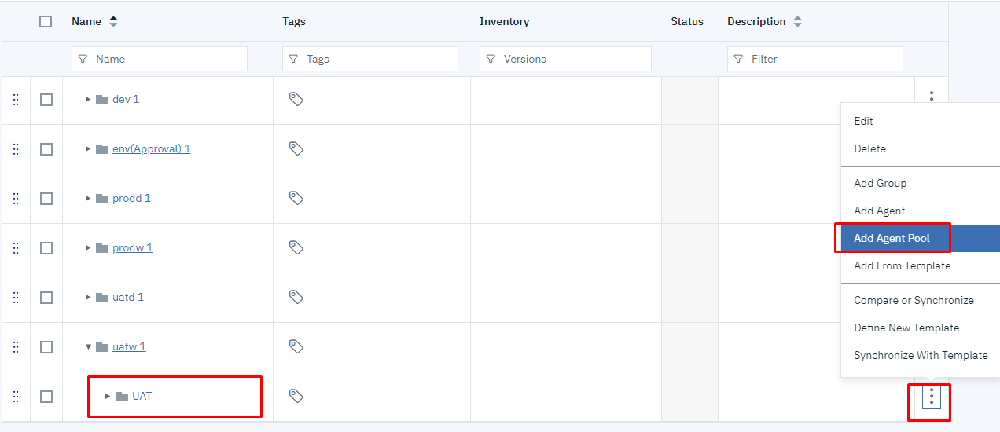 Name Tags Inventory Status Description
Name Tags Versions Filter
dev 1
env(Approval) 1
prodd 1
prodw 1
uatd 1
uatw 1
UAT
Edit
Delete
Add Group
Add Agent
Add Agent Pool
Add From Template
Compare or Synchronize
Define New Template
Synchronize With Template